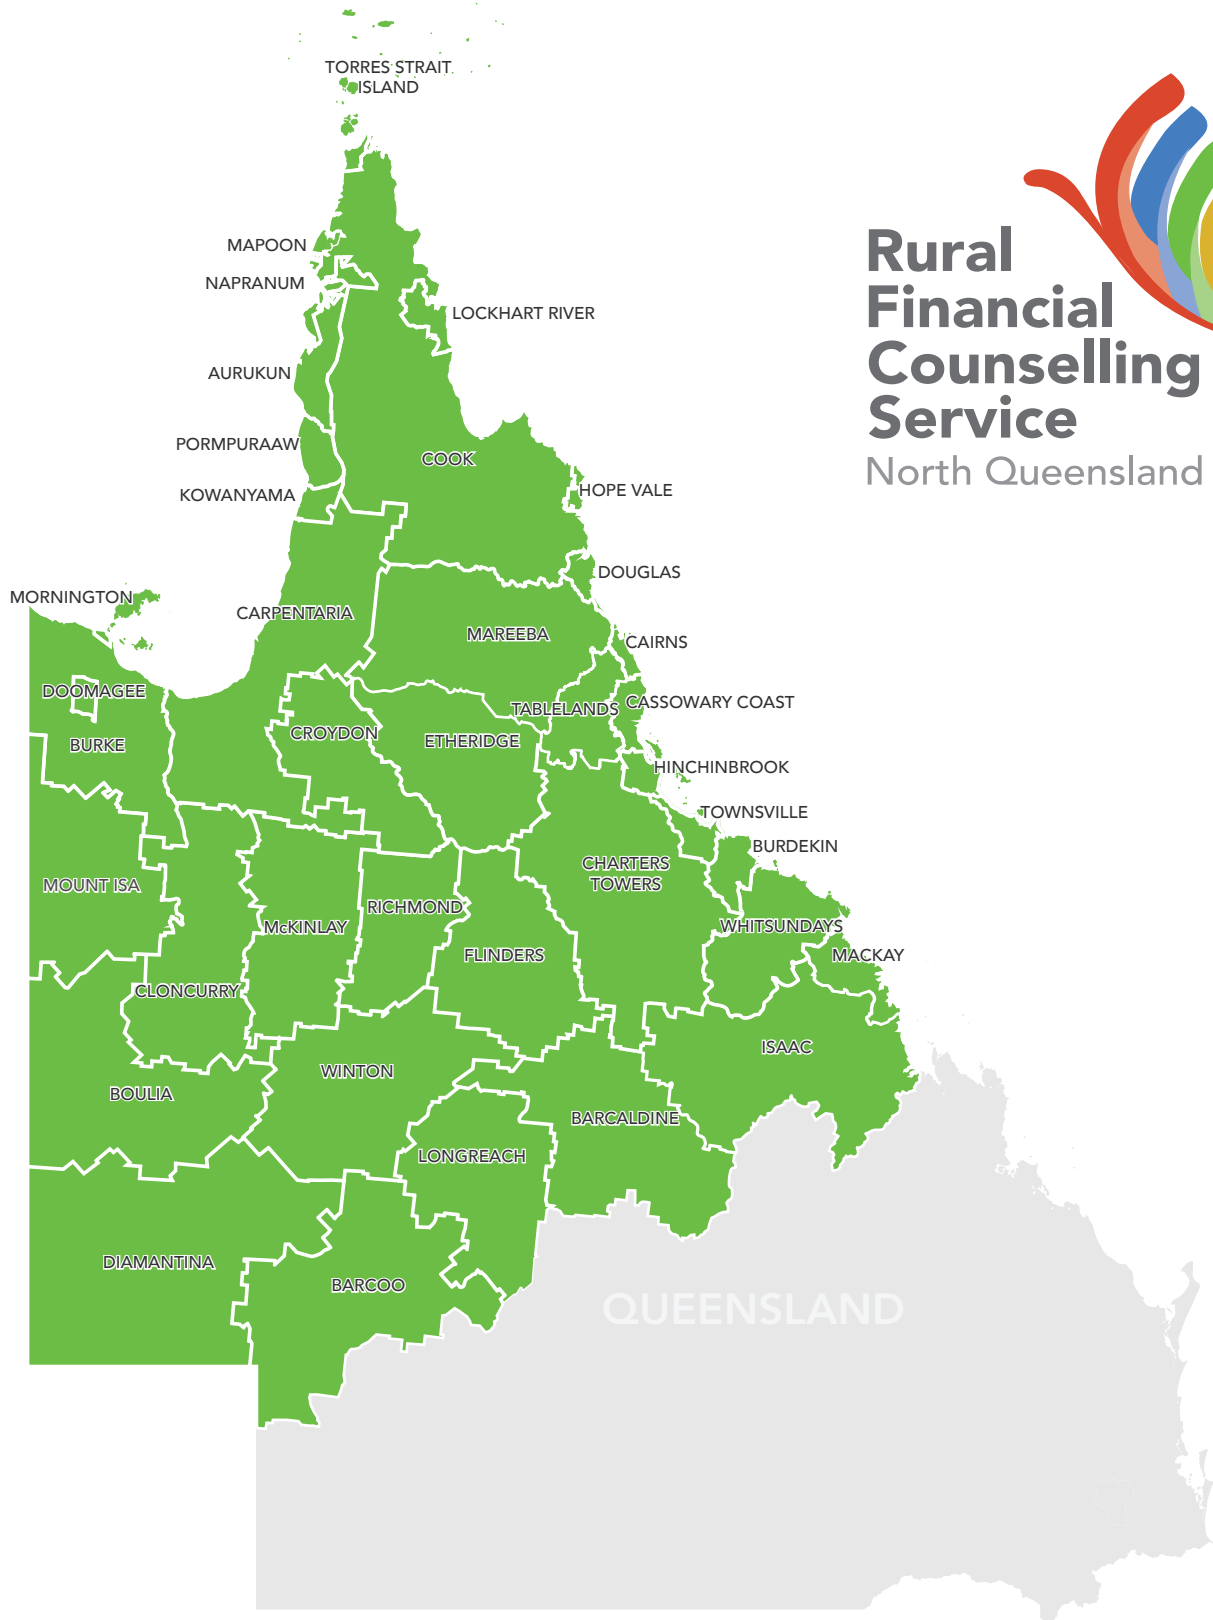 TORRES STRAIT
ISLAND
MAPOON
NAPRANUM
LOCKHART RIVER
AURUKUN
PORMPURAAW
COOK
KOWANYAMA
HOPE VALE
Rural
Financial
Counselling
Service
North Queensland
DOUGLAS
MORNINGTON
CARPENTARIA
MAREEBA
CAIRNS
DOOMAGEE
TABLELANDS
CASSOWARY COAST
BURKE
CROYDON
ETHERIDGE
HINCHINBROOK
TOWNSVILLE
BURDEKIN
CHARTERS
TOWERS
MOUNT ISA
RICHMOND
McKINLAY
WHITSUNDAYS
FLINDERS
MACKAY
CLONCURRY
ISAAC
WINTON
BOULIA
BARCALDINE
LONGREACH
DIAMANTINA
BARCOO
QUEENSLAND